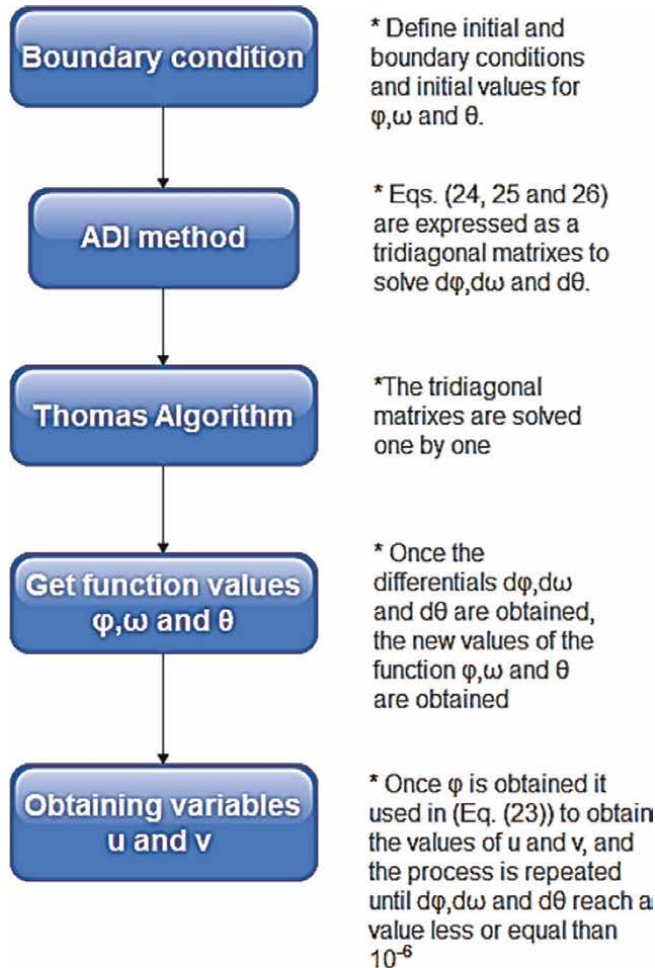 Boundary condition
* Define initial and
boundary conditions
and initial values for
φ,ω and θ.
ADI method
* Eqs. (24, 25 and 26)
are expressed as a
tridiagonal matrixes to
solve dφ,dω and dθ.
Thomas Algorithm
*The tridiagonal
matrixes are solved
one by one
Get function values
φ,ω and θ
* Once the
differentials dφ,dω
and dθ are obtained,
the new values of the
function φ,ω and θ
are obtained
Obtaining variables
u and v
* Once φ is obtained it
used in (Eq. (23)) to obtain
the values of u and v, and
the process is repeated
until dφ,dω and dθ reach a
value less or equal than
10⁻⁶